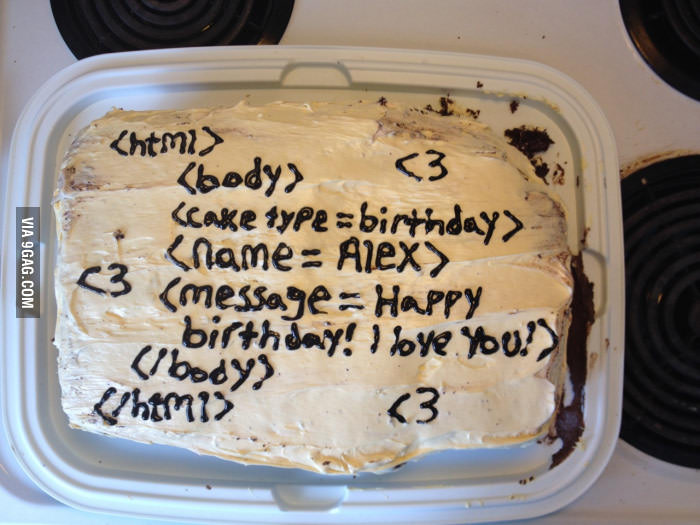 <html>
<body>
<3
<cake type = birthday>
<name = Alex>
<3
<message = Happy
birthday! I love you!>
</body>
</html>
<3
VIA 9GAG.COM